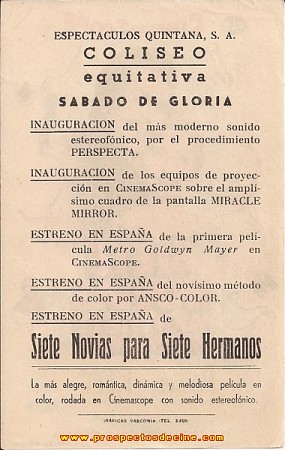 ESPECTACULOS QUINTANA, S. A.
COLISEO
equitativa
SABADO DE GLORIA
INAUGURACION del más moderno sonido
estereofónico, por el procedimiento
PERSPECTA.
INAUGURACION de los equipos de proyec-
ción en CINEMASCOPE sobre el amplí-
simo cuadro de la pantalla MIRACLE
MIRROR.
ESTRENO EN ESPAÑA de la primera pelí-
cula Metro Goldwyn Mayer en
CINEMASCOPE.
ESTRENO EN ESPAÑA del novísimo método
de color por ANSCO-COLOR.
ESTRENO EN ESPAÑA de
Siete Novias para Siete Hermanos
La más alegre, romántica, dinámica y melodiosa película en
color, rodada en Cinemascope con sonido estereofónico.
GRÁFICAS VASCONIA -TEL.
www.prospectosdecine.com